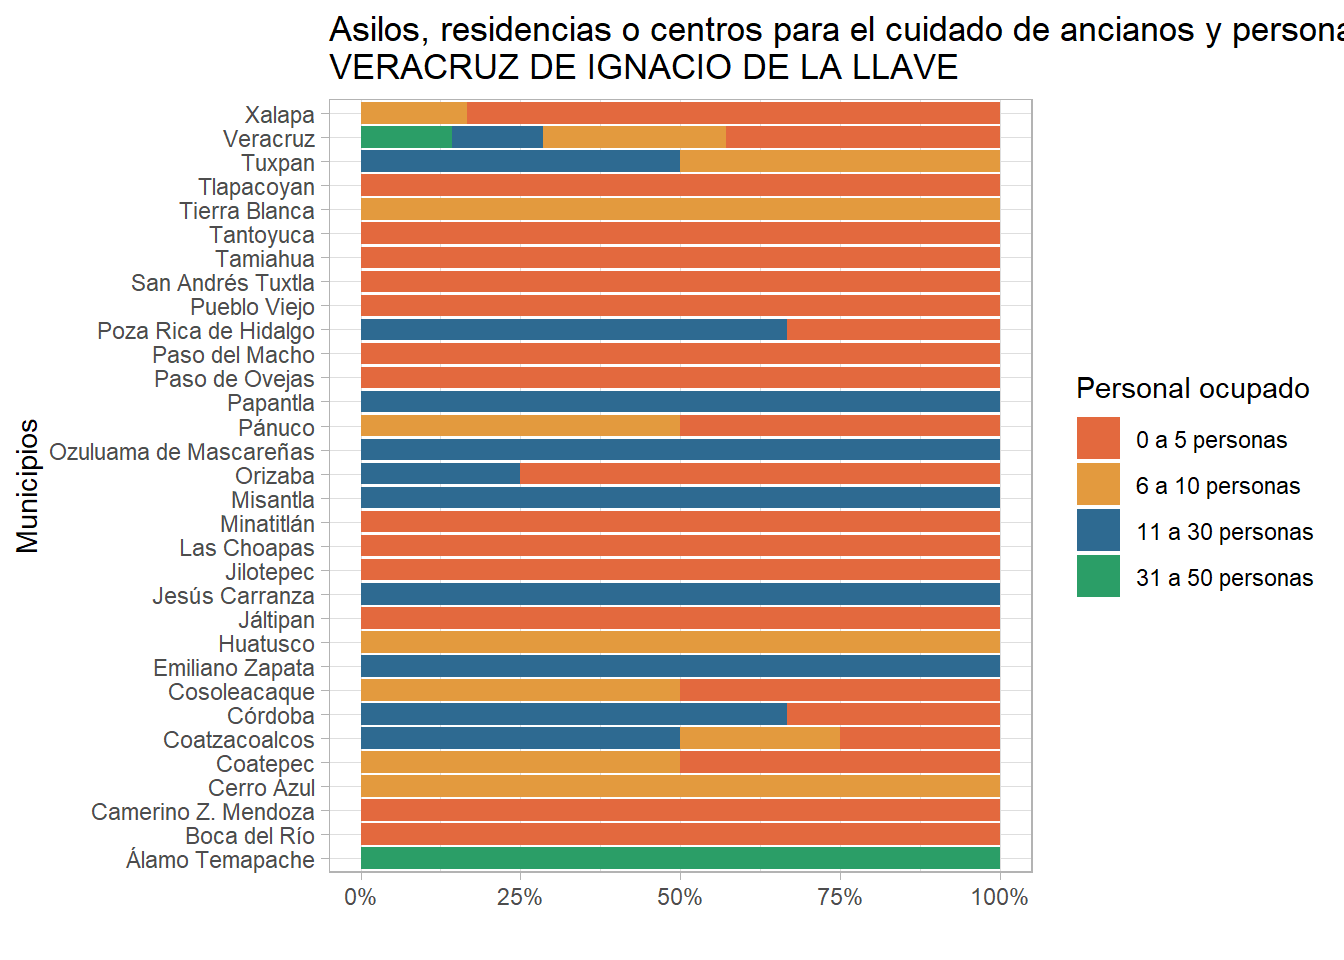 Asilos, residencias o centros para el cuidado de ancianos y persona
VERACRUZ DE IGNACIO DE LA LLAVE
Municipios
Xalapa
Veracruz
Tuxpan
Tlapacoyan
Tierra Blanca
Tantoyuca
Tamiahua
San Andrés Tuxtla
Pueblo Viejo
Poza Rica de Hidalgo
Paso del Macho
Paso de Ovejas
Papantla
Pánuco
Ozuluama de Mascareñas
Orizaba
Misantla
Minatitlán
Las Choapas
Jilotepec
Jesús Carranza
Jáltipan
Huatusco
Emiliano Zapata
Cosoleacaque
Córdoba
Coatzacoalcos
Coatepec
Cerro Azul
Camerino Z. Mendoza
Boca del Río
Álamo Temapache
0% 25% 50% 75% 100%
Personal ocupado
0 a 5 personas
6 a 10 personas
11 a 30 personas
31 a 50 personas